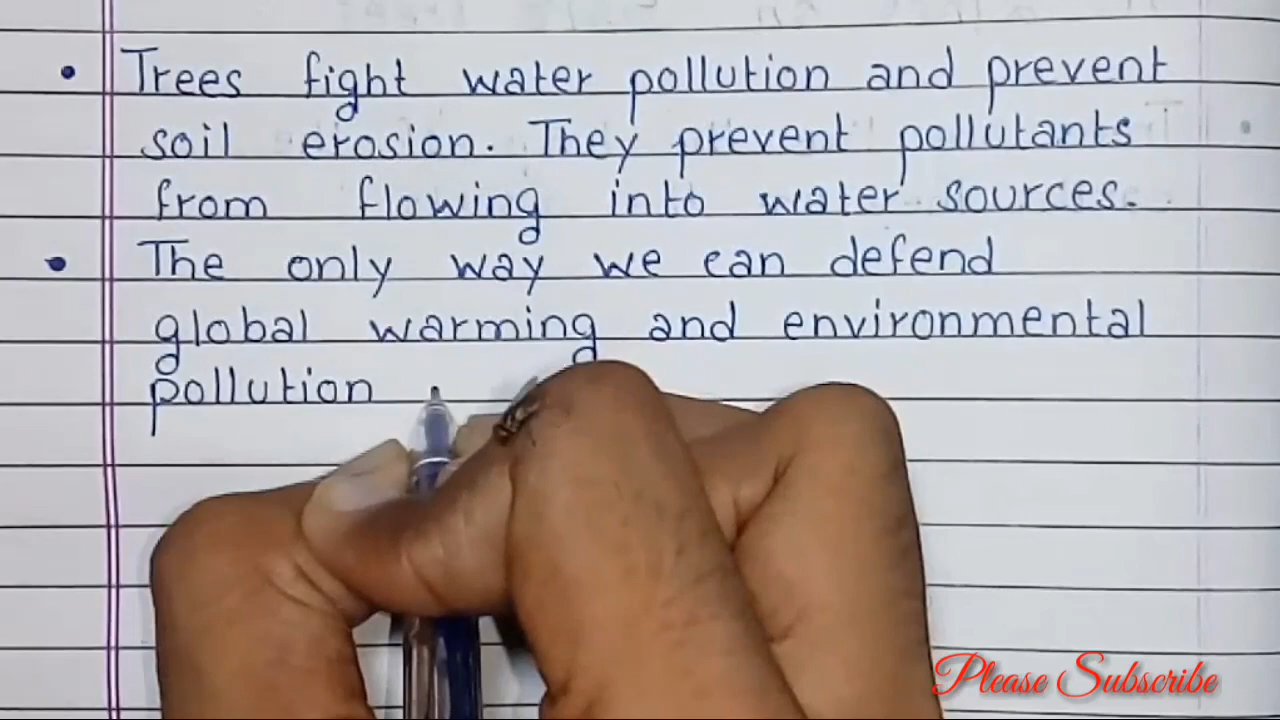 • Trees fight water pollution and prevent
soil erosion. They prevent pollutants
from flowing into water sources.
• The only way we can defend
global warming and environmental
pollution
Please Subscribe